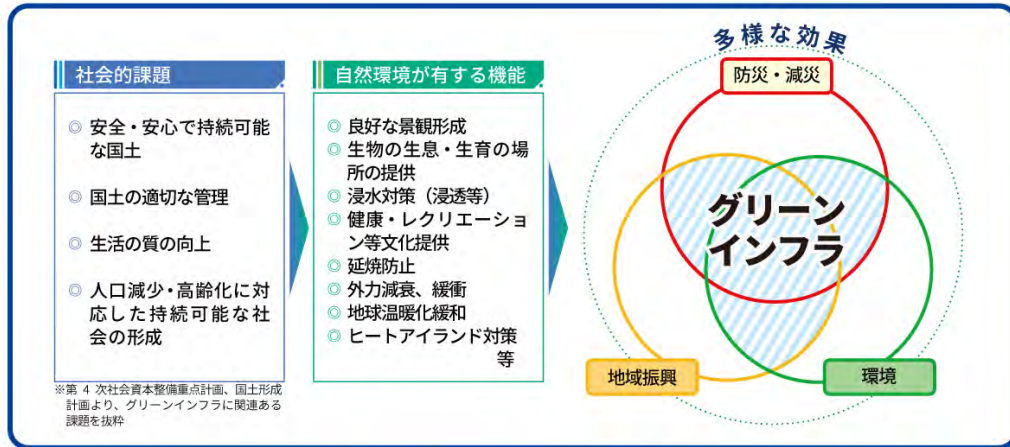 社会的課題
◎ 安全・安心で持続可能
な国土
◎ 国土の適切な管理
◎ 生活の質の向上
◎ 人口減少・高齢化に対
応した持続可能な社
会の形成
※第 4 次社会資本整備重点計画、国土形成
計画より、グリーンインフラに関連ある
課題を抜粋
自然環境が有する機能
◎ 良好な景観形成
◎ 生物の生息・生育の場
所の提供
◎ 浸水対策（浸透等）
◎ 健康・レクリエーショ
ン等文化提供
◎ 延焼防止
◎ 外力減衰、緩衝
◎ 地球温暖化緩和
◎ ヒートアイランド対策
等
多様な効果
防災・減災
グリーン
インフラ
地域振興
環境